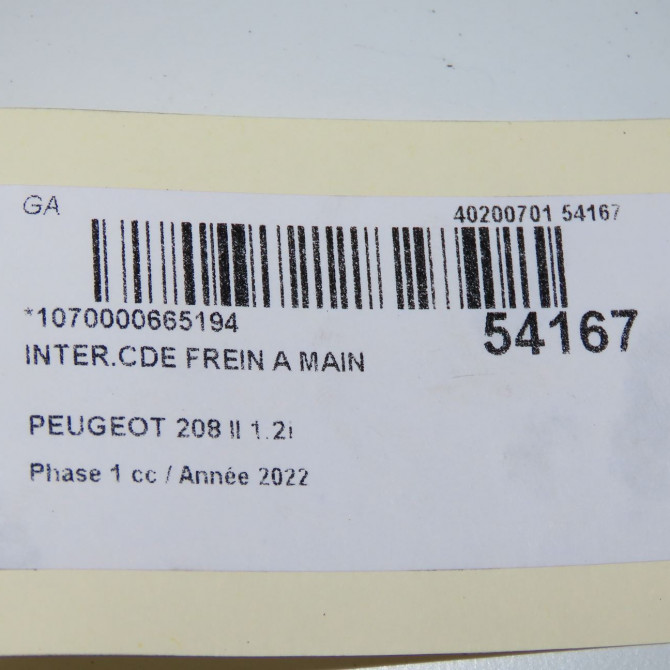 GA
40200701 54167
*1070000665194
54167
INTER.CDE FREIN A MAIN
PEUGEOT 208 II 1.2i
Phase 1 cc / Année 2022